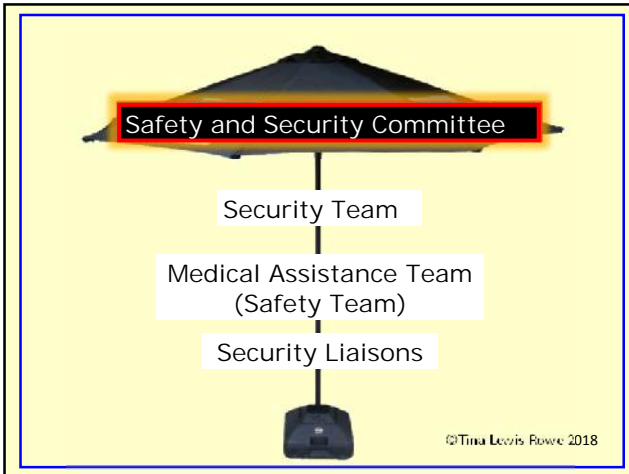 Safety and Security Committee
Security Team
Medical Assistance Team
(Safety Team)
Security Liaisons
©Tina Lewis Rowe 2018